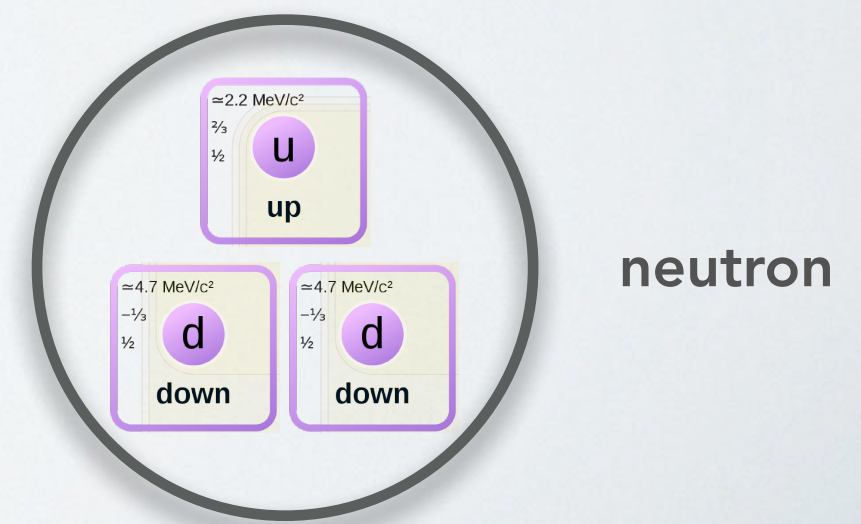 ≃2.2 MeV/c²
⅔
½
u
up
≃4.7 MeV/c²
−⅓
½
d
down
≃4.7 MeV/c²
−⅓
½
d
down
neutron